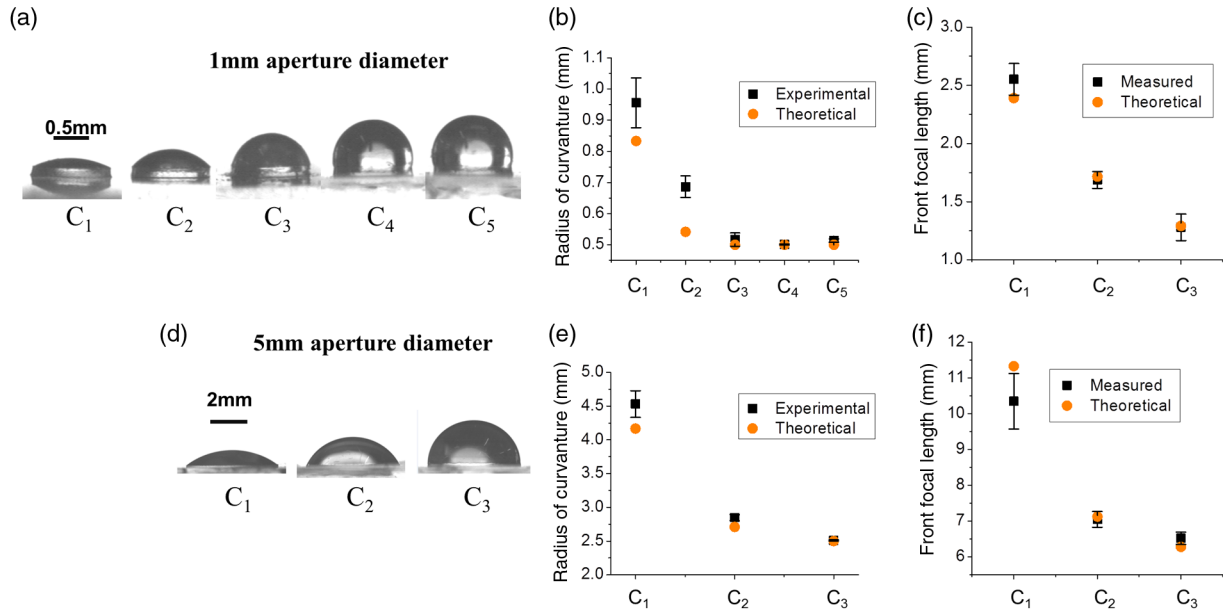 (a)
1mm aperture diameter
0.5mm
C₁ C₂ C₃ C₄ C₅
(b)
Radius of curvanture (mm)
1.1
1.0
0.9
0.8
0.7
0.6
0.5
Experimental
Theoretical
C₁ C₂ C₃ C₄ C₅
(c)
Front focal length (mm)
3.0
2.5
2.0
1.5
1.0
Measured
Theoretical
C₁ C₂ C₃
(d)
5mm aperture diameter
2mm
C₁ C₂ C₃
(e)
Radius of curvanture (mm)
5.0
4.5
4.0
3.5
3.0
2.5
2.0
Experimental
Theoretical
C₁ C₂ C₃
(f)
Front focal length (mm)
12
11
10
9
8
7
6
Measured
Theoretical
C₁ C₂ C₃